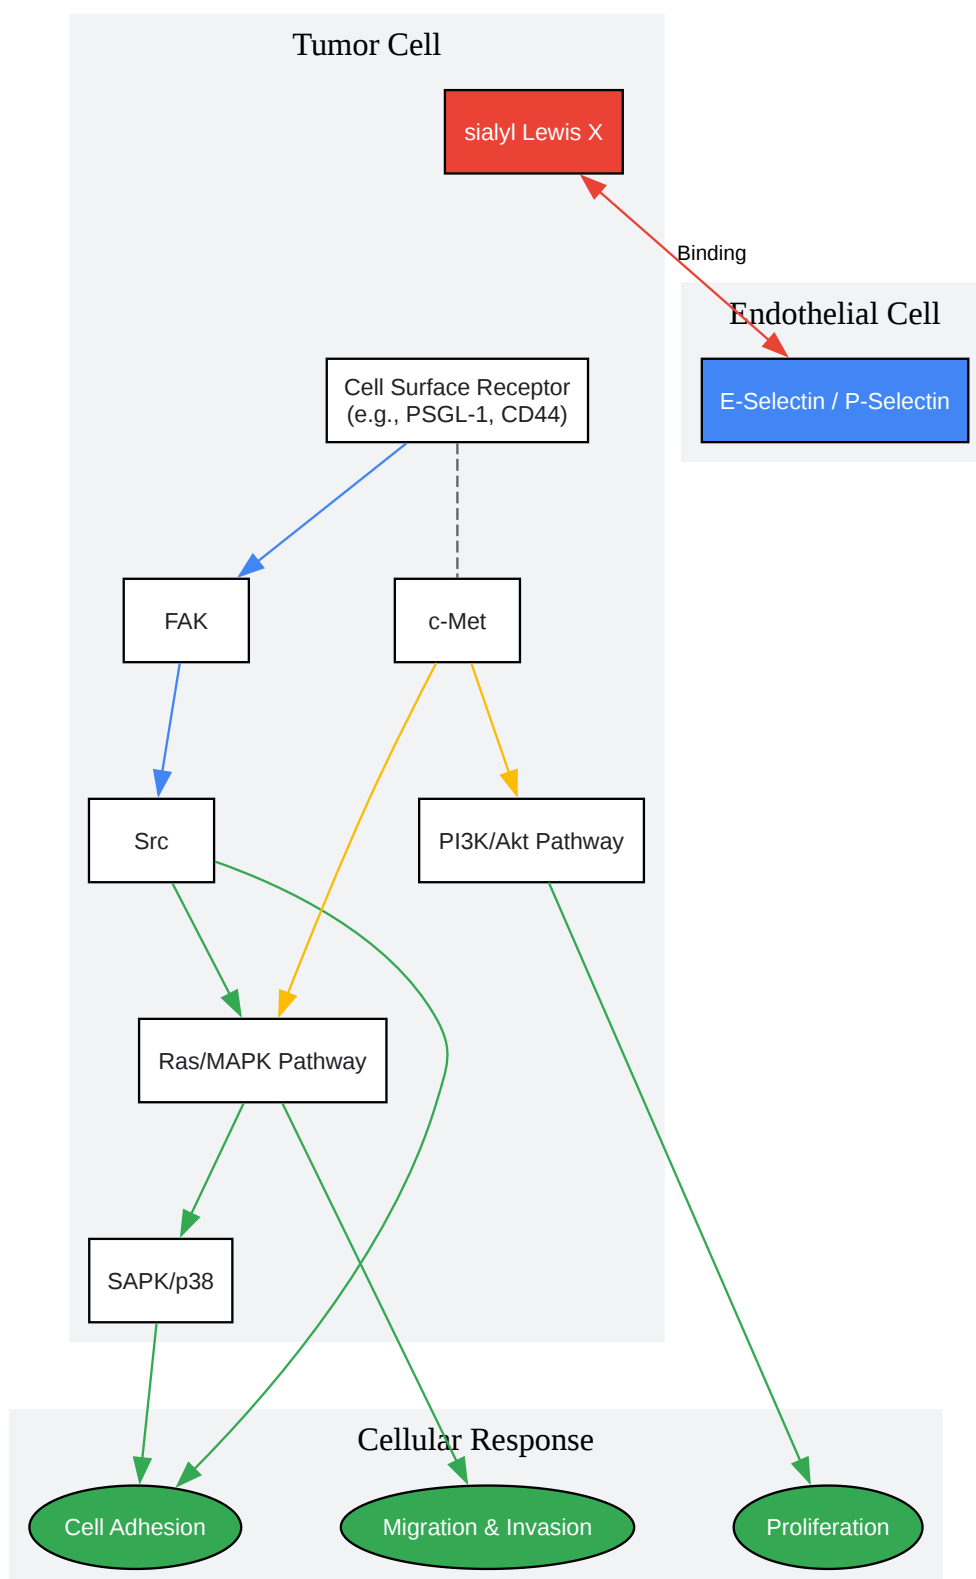 Tumor Cell
sialyl Lewis X
Binding
Endothelial Cell
Cell Surface Receptor
(e.g., PSGL-1, CD44)
E-Selectin / P-Selectin
FAK
c-Met
Src
PI3K/Akt Pathway
Ras/MAPK Pathway
SAPK/p38
Cellular Response
Cell Adhesion
Migration & Invasion
Proliferation